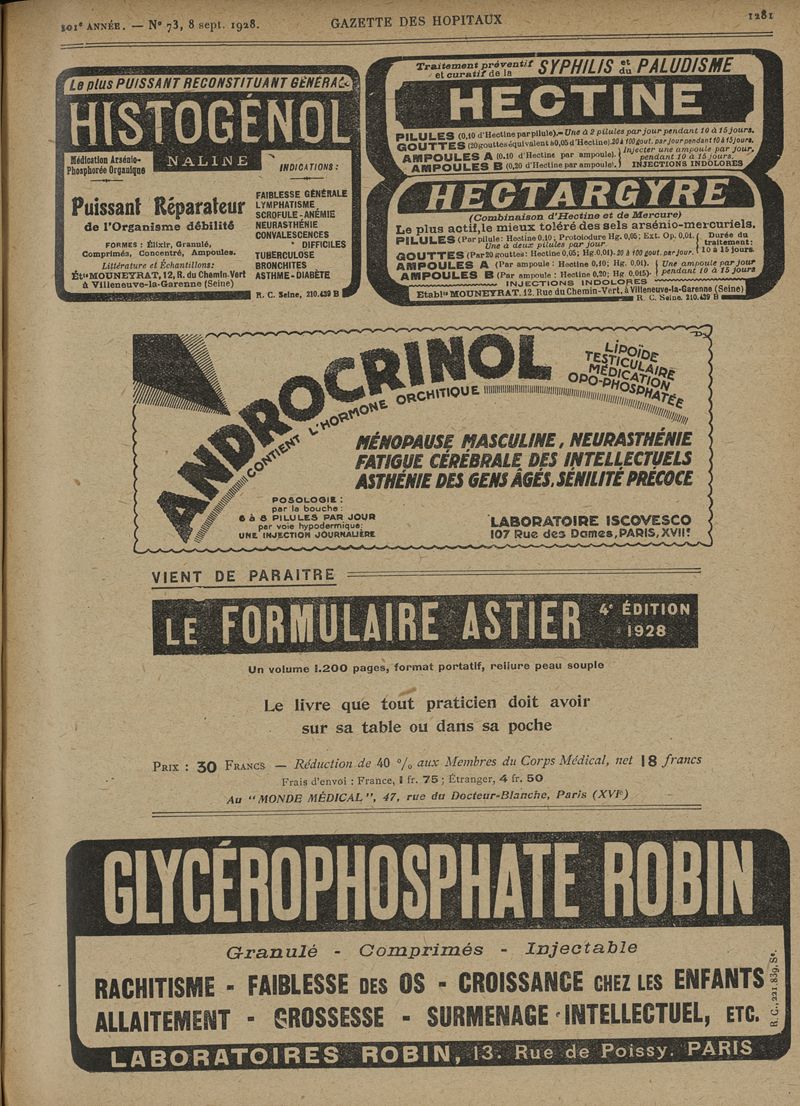 101e ANNÉE. — No 73, 8 sept. 1928.
GAZETTE DES HOPITAUX
1281
Le plus PUISSANT RECONSTITUANT GÉNÉRAL
HISTOGÉNOL
Médication Arsénio-
Phosphorée Organique
NALINE
INDICATIONS :
Puissant Réparateur
de l'Organisme débilité
FORMES : Élixir, Granulé,
Comprimés, Concentré, Ampoules.
Littérature et Échantillons:
Étts MOUNEYRAT, 12, R. du Chemin-Vert
à Villeneuve-la-Garenne (Seine)
FAIBLESSE GÉNÉRALE
LYMPHATISME
SCROFULE - ANÉMIE
NEURASTHÉNIE
CONVALESCENCES
DIFFICILES
TUBERCULOSE
BRONCHITES
ASTHME-DIABÈTE
R. C. Seine, 210.439 B
Traitement préventif et curatif de la SYPHILIS et du PALUDISME
HECTINE
PILULES (0,10 d'Hectine par pilule).- Une à 2 pilules par jour pendant 10 à 15 jours.
GOUTTES (20 gouttes équivalent à 0,05 d'Hectine). 20 à 100 gout. par jour pendant 10 à 15 jours.
AMPOULES A (0,10 d'Hectine par ampoule). Injecter une ampoule par jour,
pendant 10 à 15 jours.
AMPOULES B (0,20 d'Hectine par ampoule). INJECTIONS INDOLORES
HECTARGYRE
(Combinaison d'Hectine et de Mercure)
Le plus actif, le mieux toléré des sels arsénio-mercuriels.
PILULES (Par pilule: Hectine 0,10; Protoiodure Hg. 0,05; Ext. Op. 0,01.
Une à deux pilules par jour.
GOUTTES (Par 20 gouttes: Hectine 0,05; Hg. 0,01)- 20 à 100 gout. par jour.
Durée du
traitement:
10 à 15 jours.
AMPOULES A (Par ampoule : Hectine 0,10; Hg. 0,01). Une ampoule par jour
AMPOULES B (Par ampoule : Hectine 0,20; Hg. 0,015). pendant 10 à 15 jours
INJECTIONS INDOLORES
Etablts MOUNEYRAT, 12, Rue du Chemin-Vert, à Villeneuve-la-Garenne (Seine)
R. C. Seine, 210.439 B
ANDROCRINOL
CONTIENT L'HORMONE ORCHITIQUE
LIPOÏDE
TESTICULAIRE
MÉDICATION
OPO-PHOSPHATÉE
MÉNOPAUSE MASCULINE, NEURASTHÉNIE
FATIGUE CÉRÉBRALE DES INTELLECTUELS
ASTHÉNIE DES GENS ÂGÉS, SÉNILITÉ PRÉCOCE
POSOLOGIE :
par la bouche :
6 à 8 PILULES PAR JOUR
par voie hypodermique:
UNE INJECTION JOURNALIÈRE
LABORATOIRE ISCOVESCO
107 Rue des Dames, PARIS, XVIIe
VIENT DE PARAITRE
LE FORMULAIRE ASTIER 4e ÉDITION
1928
Un volume 1.200 pages, format portatif, reliure peau souple
Le livre que tout praticien doit avoir
sur sa table ou dans sa poche
PRIX : 30 FRANCS — Réduction de 40 % aux Membres du Corps Médical, net 18 francs
Frais d'envoi : France, 1 fr. 75 ; Étranger, 4 fr. 50
Au "MONDE MÉDICAL", 47, rue du Docteur-Blanche, Paris (XVIe)
GLYCÉROPHOSPHATE ROBIN
Granulé - Comprimés - Injectable
RACHITISME - FAIBLESSE DES OS - CROISSANCE CHEZ LES ENFANTS
ALLAITEMENT - GROSSESSE - SURMENAGE INTELLECTUEL, ETC.
R. C., 221.839, Se.
LABORATOIRES ROBIN, 13. Rue de Poissy. PARIS